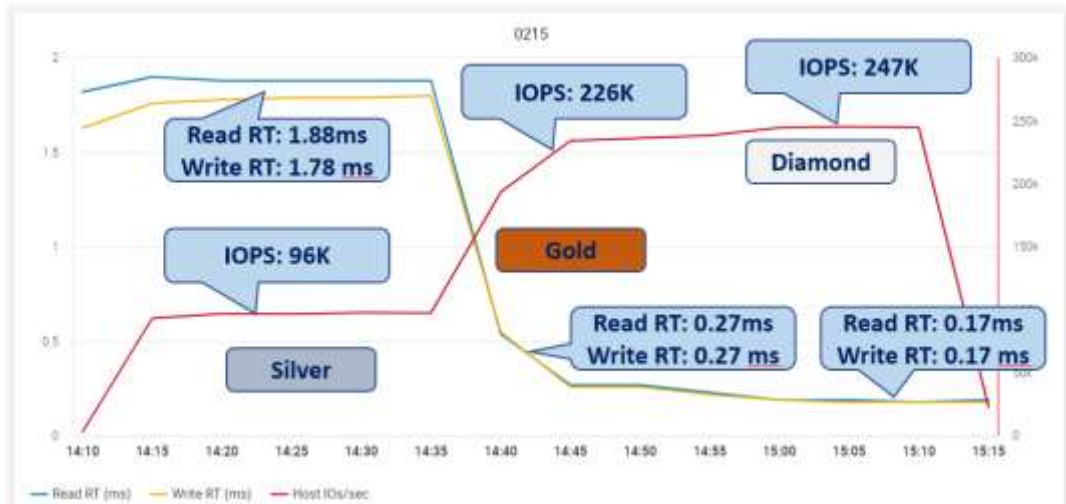 0215
2
1.5
1
0.5
0
300k
250k
200k
150k
50k
0
IOPS: 226K
IOPS: 247K
Read RT: 1.88ms
Write RT: 1.78 ms
Diamond
IOPS: 96K
Gold
Read RT: 0.27ms
Write RT: 0.27 ms
Read RT: 0.17ms
Write RT: 0.17 ms
Silver
14:10 14:15 14:20 14:25 14:30 14:35 14:40 14:45 14:50 14:55 15:00 15:05 15:10 15:15
Read RT (ms) Write RT (ms) Host IOs/sec